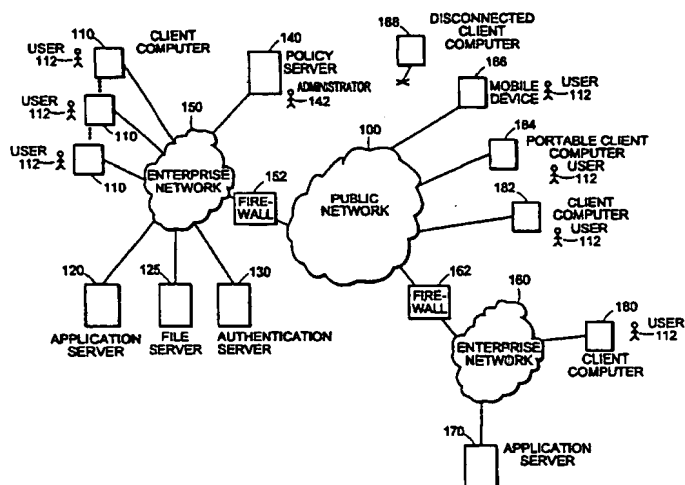 110
CLIENT
COMPUTER
USER
112
140
POLICY
SERVER
ADMINISTRATOR
142
188
DISCONNECTED
CLIENT
COMPUTER
186
MOBILE
DEVICE
USER
112
USER
112
110
150
100
184
PORTABLE CLIENT
COMPUTER
USER
112
USER
112
110
ENTERPRISE
NETWORK
152
FIRE-
WALL
PUBLIC
NETWORK
182
CLIENT
COMPUTER
USER
112
120
APPLICATION
SERVER
125
FILE
SERVER
130
AUTHENTICATION
SERVER
162
FIRE-
WALL
160
ENTERPRISE
NETWORK
180
USER
112
CLIENT
COMPUTER
170
APPLICATION
SERVER